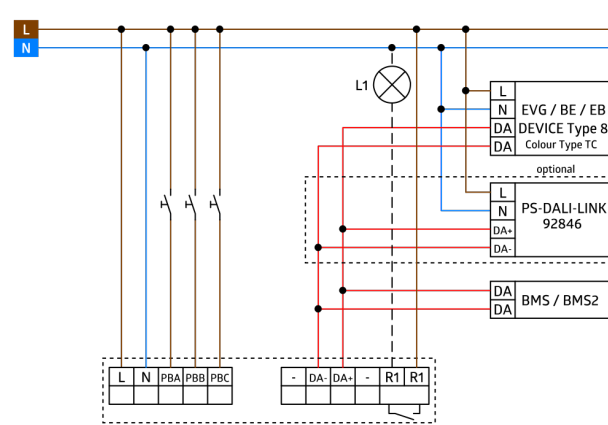 L
N
L1
L
N EVG / BE / EB
DA DEVICE Type 8
DA Colour Type TC
optional
L
N PS-DALI-LINK
DA+ 92846
DA-
DA BMS / BMS2
DA
L N PBA PBB PBC - DA- DA+ - R1 R1